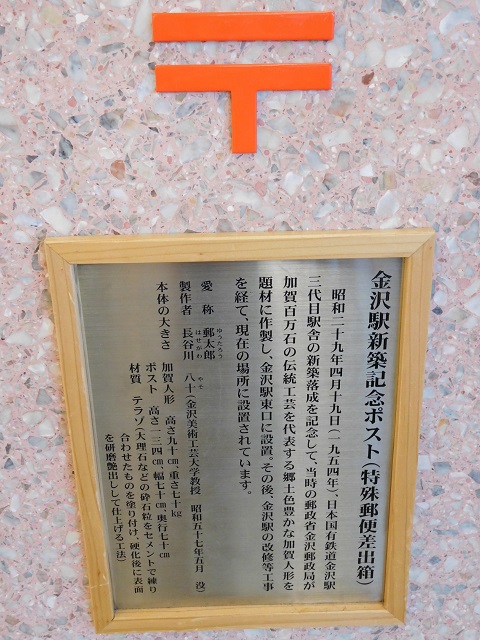 〒
金沢駅新築記念ポスト(特殊郵便差出箱)
昭和二十九年四月十九日(一九五四年)、日本国有鉄道金沢駅
三代目駅舎の新築落成を記念して、当時の郵政省金沢郵政局が
加賀百万石の伝統工芸を代表する郷土色豊かな加賀人形を
題材に作製し、金沢駅東口に設置。その後、金沢駅の改修等工事
を経て、現在の場所に設置されています。
愛称 郵太郎 ゆうたろう
製作者 長谷川 八十 はせがわ やそ (金沢美術工芸大学教授 昭和五十七年五月 没)
本体の大きさ 加賀人形 高さ九十㎝、重さ七十㎏
ポスト 高さ一三四㎝、幅七十㎝、奥行七十㎝
材質 テラゾ(大理石などの砕石粒をセメントで練り
合わせたものを塗り付け、硬化後に表面
を研磨艶出しして仕上げる工法)